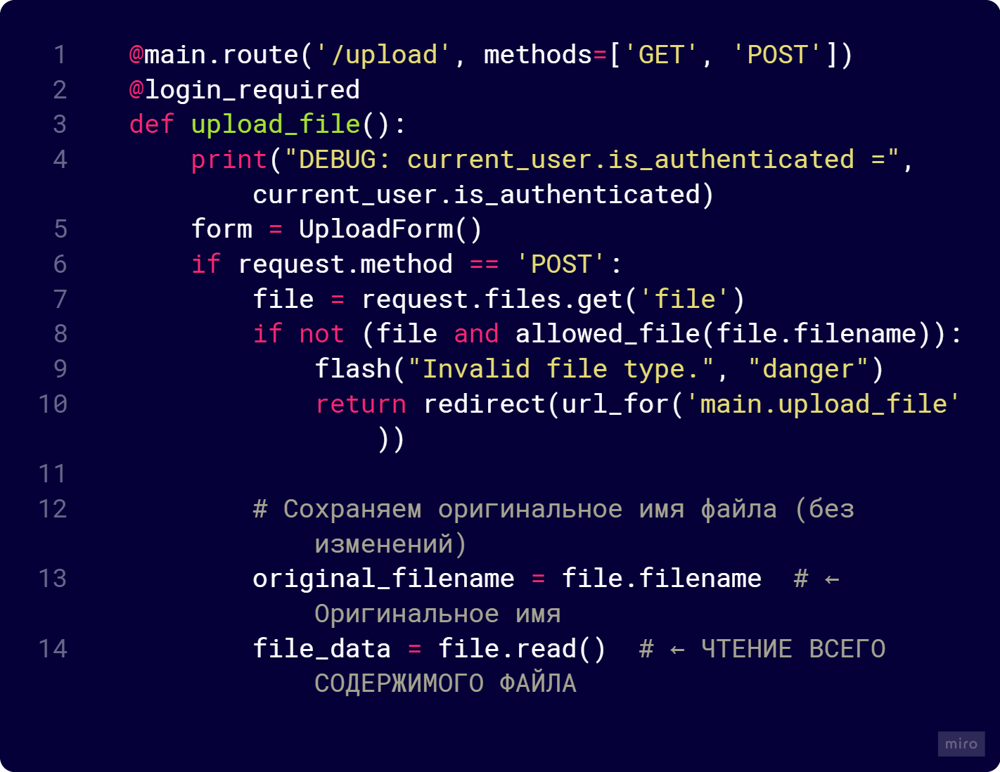 1 @main.route('/upload', methods=['GET', 'POST'])
2 @login_required
3 def upload_file():
4 print("DEBUG: current_user.is_authenticated =",
current_user.is_authenticated)
5 form = UploadForm()
6 if request.method == 'POST':
7 file = request.files.get('file')
8 if not (file and allowed_file(file.filename)):
9 flash("Invalid file type.", "danger")
10 return redirect(url_for('main.upload_file'
))
11
12 # Сохраняем оригинальное имя файла (без
изменений)
13 original_filename = file.filename  # ←
Оригинальное имя
14 file_data = file.read()  # ← ЧТЕНИЕ ВСЕГО
СОДЕРЖИМОГО ФАЙЛА
miro